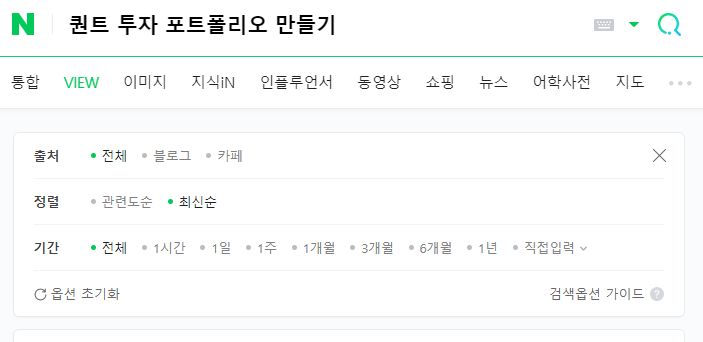 N 퀀트 투자 포트폴리오 만들기
통합 VIEW 이미지 지식iN 인플루언서 동영상 쇼핑 뉴스 어학사전 지도
출처 전체 블로그 카페
정렬 관련도순 최신순
기간 전체 1시간 1일 1주 1개월 3개월 6개월 1년 직접입력
옵션 초기화 검색옵션 가이드 ?